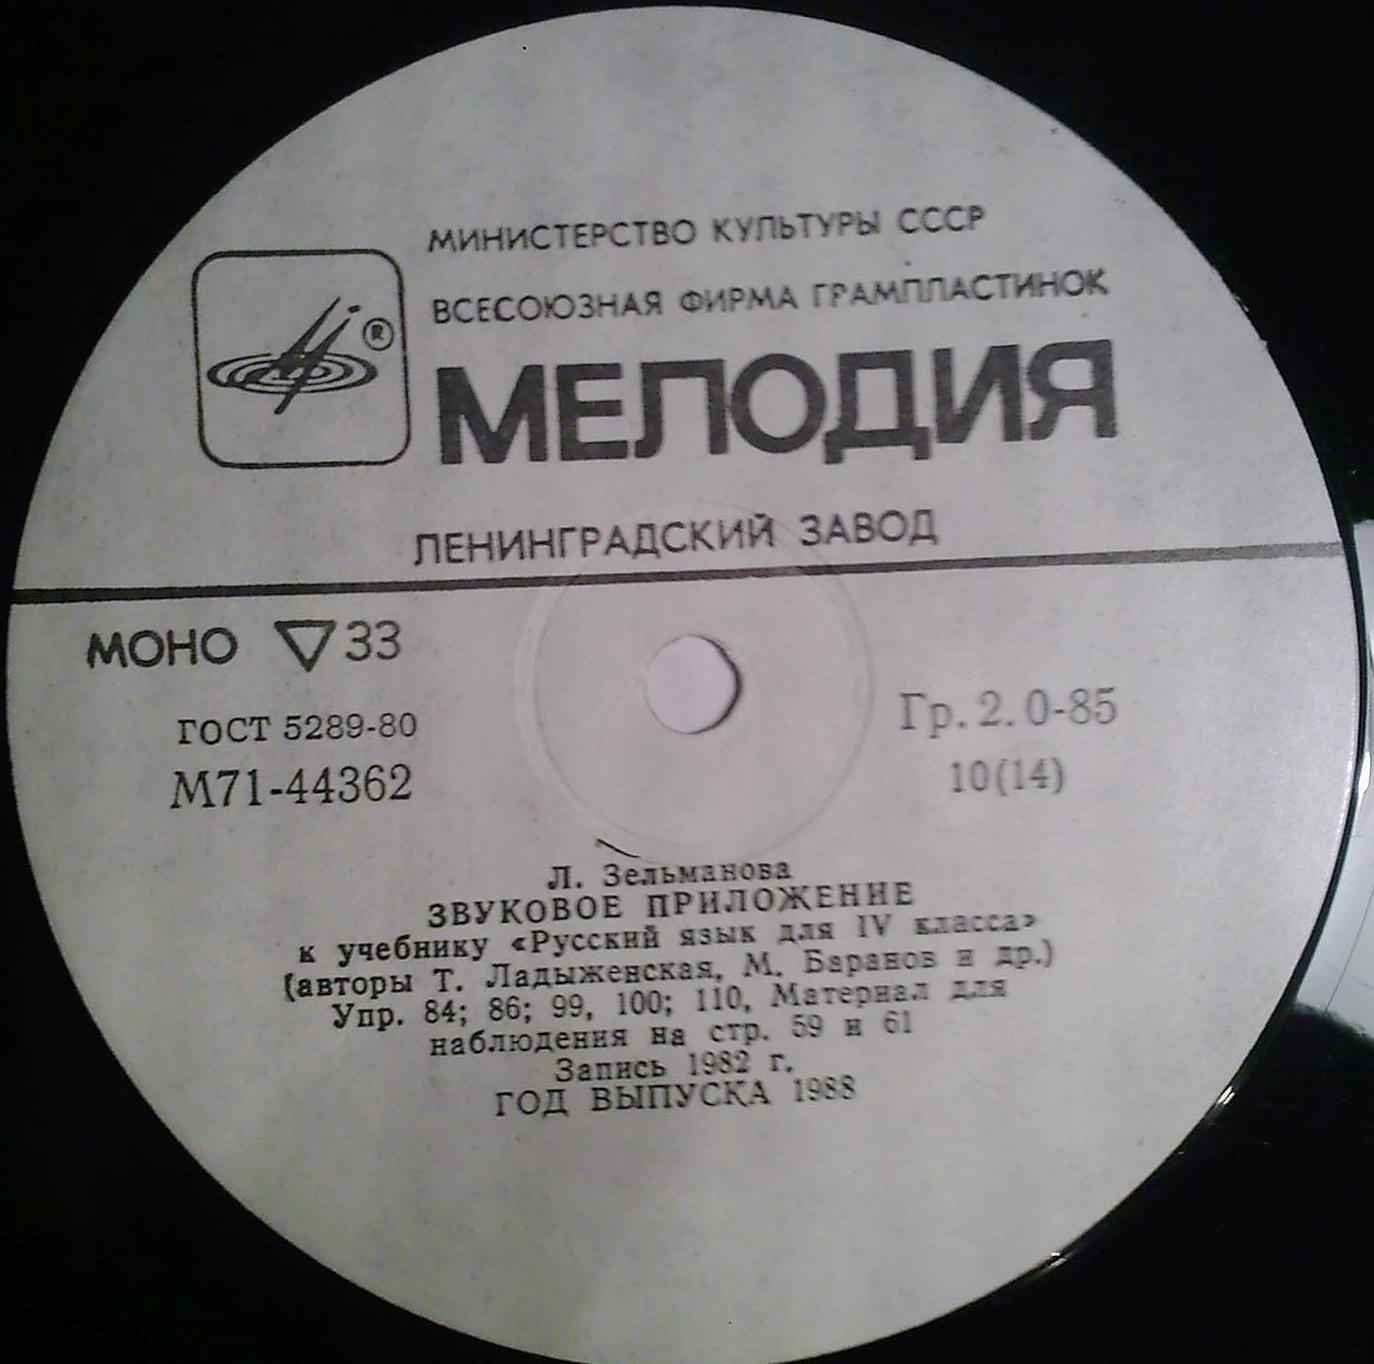 МИНИСТЕРСТВО КУЛЬТУРЫ СССР
ВСЕСОЮЗНАЯ ФИРМА ГРАМПЛАСТИНОК
®
МЕЛОДИЯ
ЛЕНИНГРАДСКИЙ ЗАВОД
МОНО ▽ 33
ГОСТ 5289-80
Гр. 2. 0-85
М71-44362
10(14)
Л. Зельманова
ЗВУКОВОЕ ПРИЛОЖЕНИЕ
к учебнику «Русский язык для IV класса»
(авторы Т. Ладыженская, М. Баранов и др.)
Упр. 84; 86; 99, 100; 110, Материал для
наблюдения на стр. 59 и 61
Запись 1982 г.
ГОД ВЫПУСКА 1988